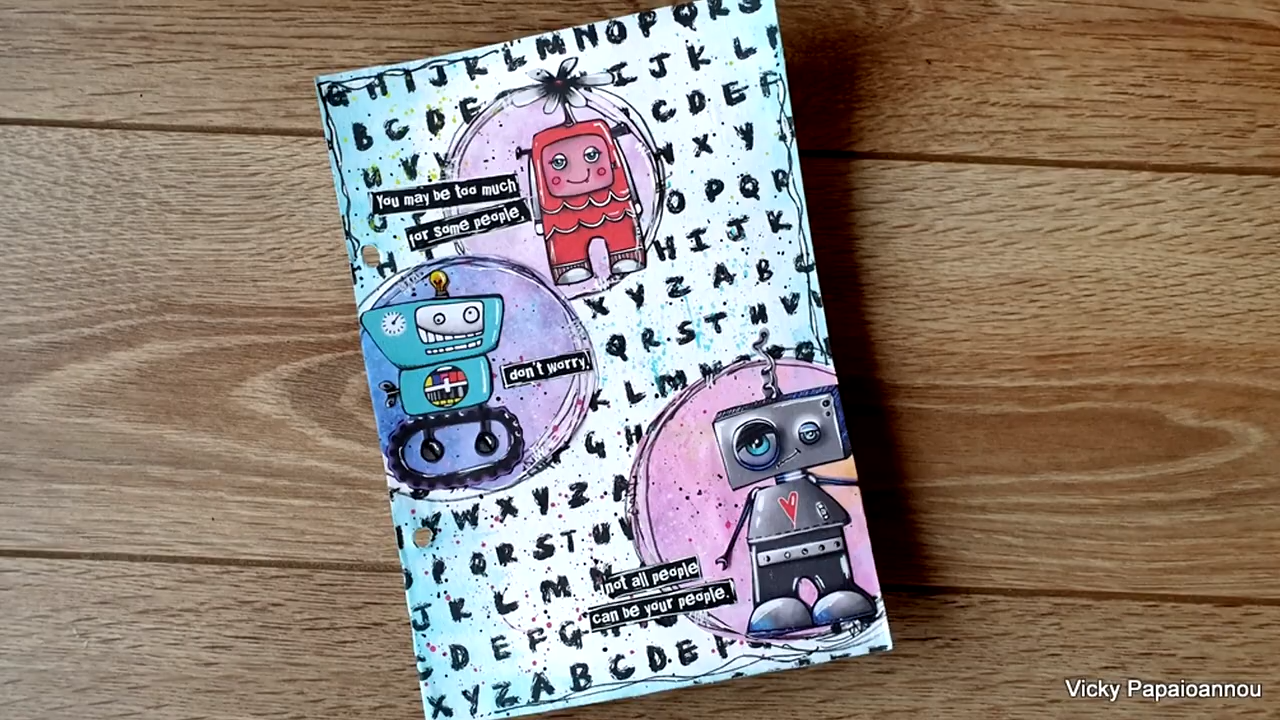 G H I J K L M N O P Q R S
B C D E I J K L
U V C D E F
You may be too much
W X Y
for some people,
O P Q R
H I J K
X Y Z A B
Q R S T U V
don't worry,
K L M N
G H
W X Y Z A
O P Q R S T U V
not all people
J K L M N
can be your people.
C D E F G
X Y Z A B C D E F
Vicky Papaioannou